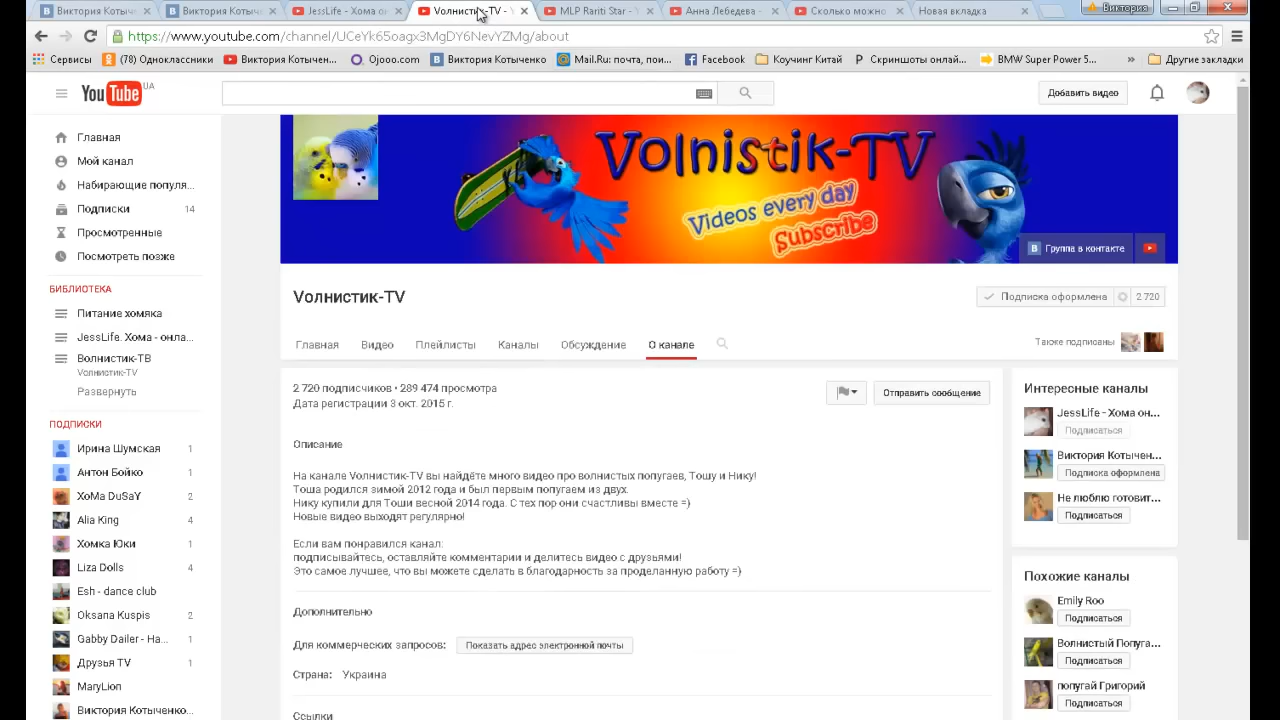 Виктория Котыч
Виктория Котыч
JessLife - Хома о
Волнистик-TV -
MLP Rariti Star -
Анна Лебедева -
Сколько можно
Новая вкладка
Виктория
https://www.youtube.com/channel/UCeYk65oagx3MgDY6NevYZMg/about
Сервисы
(78) Одноклассники
Виктория Котычен...
Ojooo.com
Виктория Котыченко
Mail.Ru: почта, пои...
Facebook
Коучинг Китай
Скриншоты онлай...
BMW Super Power 5...
»
Другие закладки
YouTube UA
Добавить видео
Главная
Мой канал
Набирающие популя...
Подписки 14
Просмотренные
Посмотреть позже
БИБЛИОТЕКА
Питание хомяка
JessLife. Хома - онла...
Волнистик-ТВ
Vолнистик-TV
Развернуть
ПОДПИСКИ
Ирина Шумская 1
Антон Бойко 1
XoMa DuSaY 2
Alia King 4
Хомка Юки 1
Liza Dolls 4
Esh - dance club
Oksana Kuspis 2
Gabby Dailer - Ha... 1
Друзья TV 1
MaryLion
Виктория Котыченко...
Volnistik-TV
Videos every day
Subscribe
Группа в контакте
Vолнистик-TV
Подписка оформлена 2 720
Главная Видео Плейлисты Каналы Обсуждение О канале
Также подписаны
2 720 подписчиков • 289 474 просмотра
Дата регистрации 3 окт. 2015 г.
Отправить сообщение
Описание
На канале Vолнистик-TV вы найдёте много видео про волнистых попугаев, Тошу и Нику!
Тоша родился зимой 2012 года и был первым попугаем из двух.
Нику купили для Тоши весной 2014 года. С тех пор они счастливы вместе =)
Новые видео выходят регулярно!
Если вам понравился канал:
подписывайтесь, оставляйте комментарии и делитесь видео с друзьями!
Это самое лучшее, что вы можете сделать в благодарность за проделанную работу =)
Дополнительно
Для коммерческих запросов: Показать адрес электронной почты
Страна: Украина
Ссылки
Интересные каналы
JessLife - Хома он...
Подписаться
Виктория Котычен...
Подписка оформлена
Не люблю готовит...
Подписаться
Похожие каналы
Emily Roo
Подписаться
Волнистый Попуга...
Подписаться
попугай Григорий
Подписаться